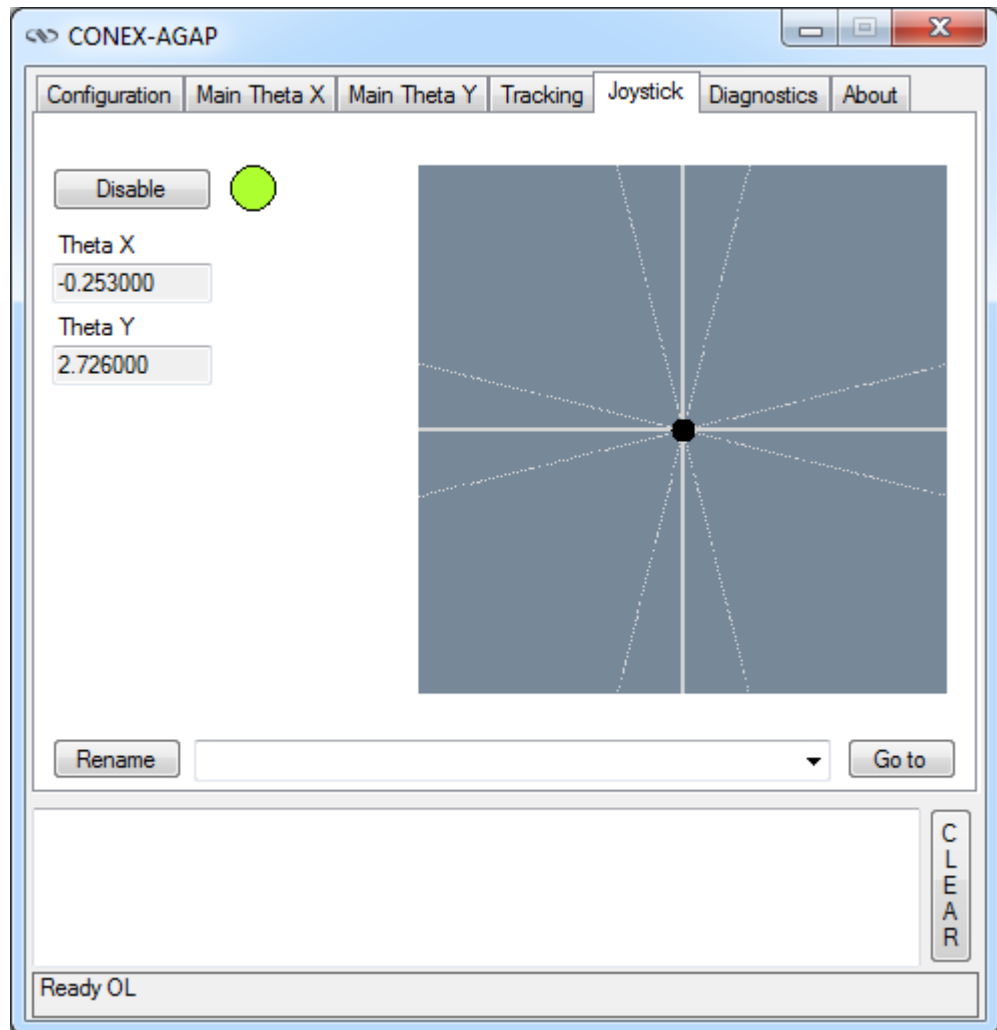 CONEX-AGAP
Configuration Main Theta X Main Theta Y Tracking Joystick Diagnostics About
Disable
Theta X
-0.253000
Theta Y
2.726000
Rename Go to
CLEAR
Ready OL